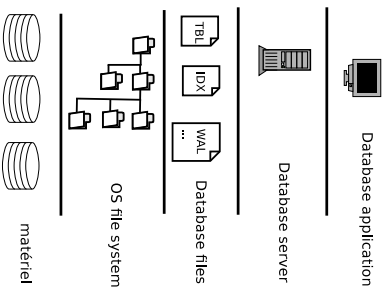 Database application
Database server
TBL
IDX
WAL
...
Database files
OS file system
matériel